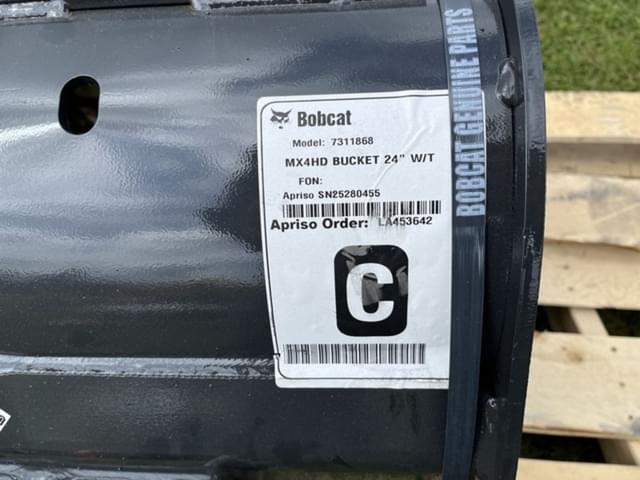 Bobcat
Model: 7311868
MX4HD BUCKET 24" W/T
FON:
Apriso SN25280455
Apriso Order: LA453642
C
BOBCAT GENUINE PARTS